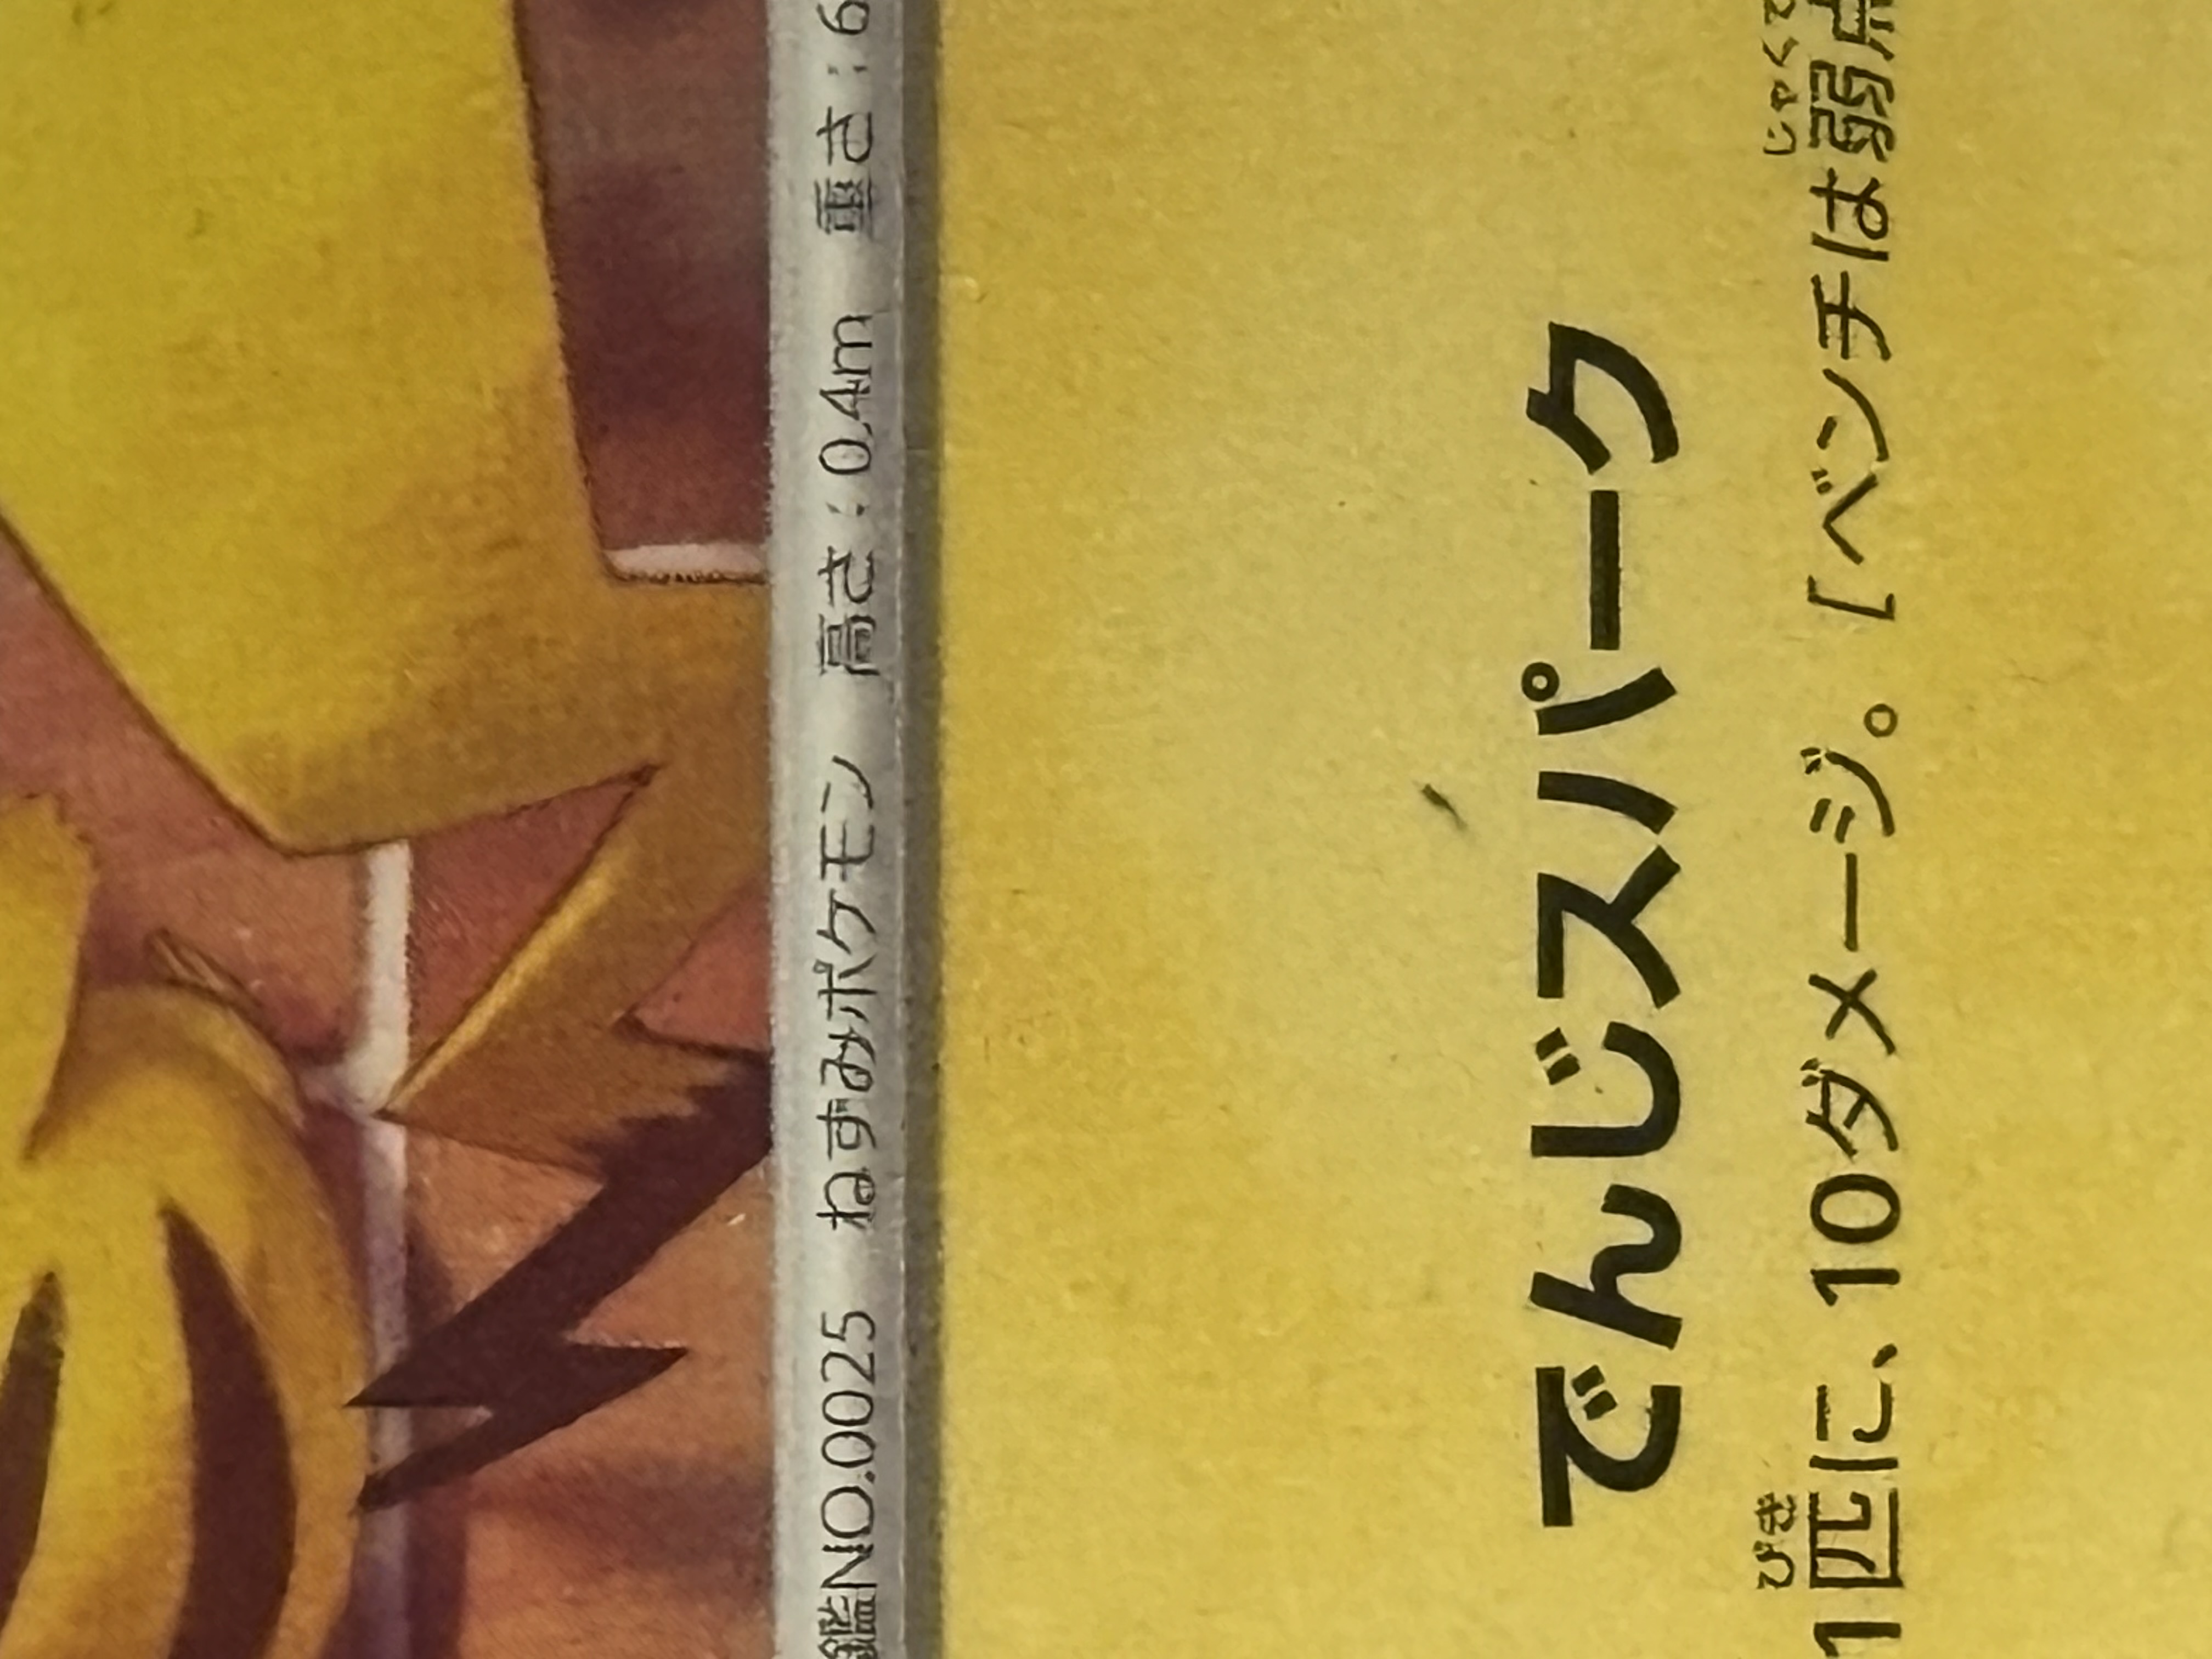 鑑NO.0025 ねずみポケモン 高さ：0.4m 重さ：6
でんじスパーク
1匹に、10ダメージ。［ベンチは弱点
びき
じゃくて